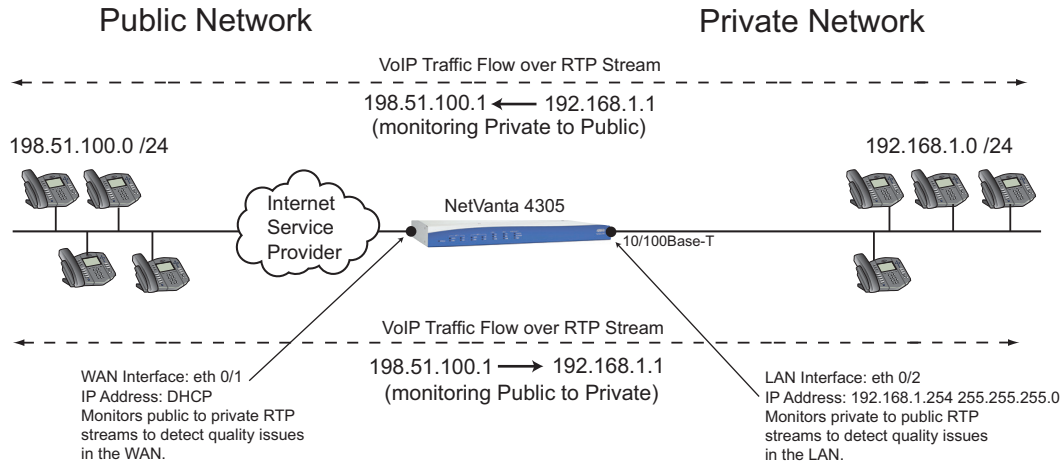 Public Network
Private Network
VoIP Traffic Flow over RTP Stream
198.51.100.1 ← 192.168.1.1
(monitoring Private to Public)
198.51.100.0 /24
192.168.1.0 /24
Internet
Service
Provider
NetVanta 4305
10/100Base-T
VoIP Traffic Flow over RTP Stream
198.51.100.1 → 192.168.1.1
(monitoring Public to Private)
WAN Interface: eth 0/1
IP Address: DHCP
Monitors public to private RTP
streams to detect quality issues
in the WAN.
LAN Interface: eth 0/2
IP Address: 192.168.1.254 255.255.255.0
Monitors private to public RTP
streams to detect quality issues
in the LAN.